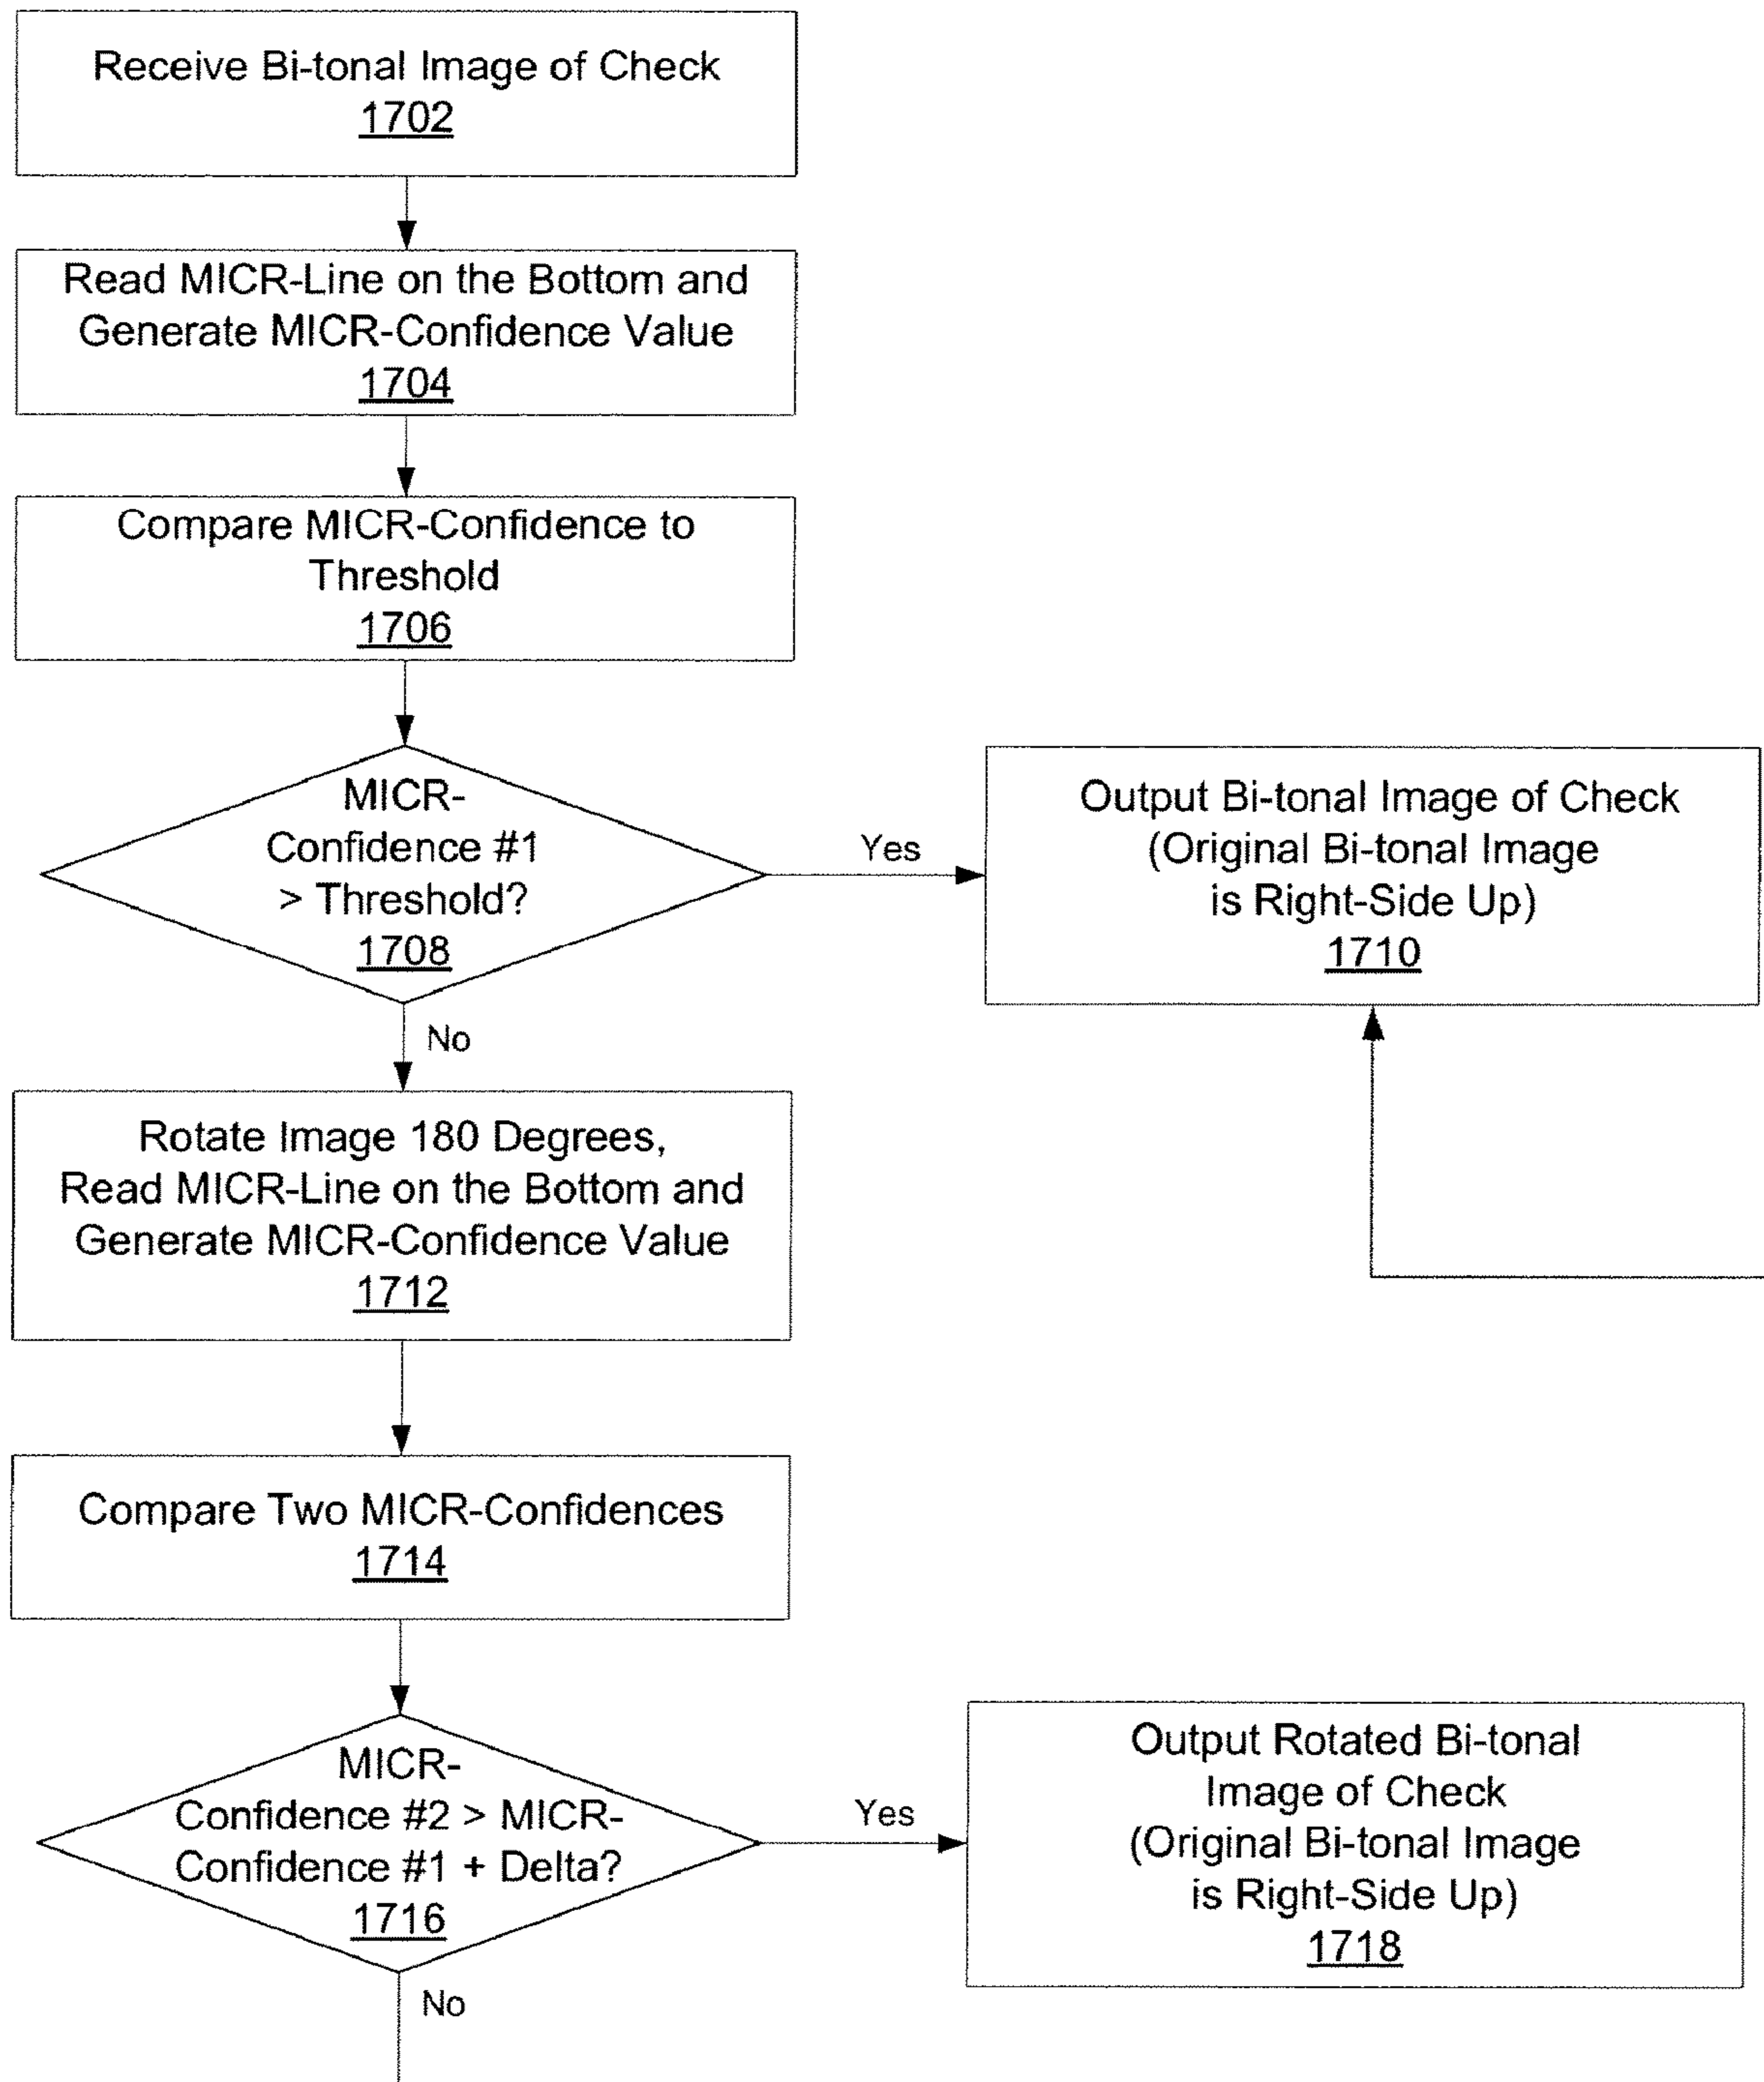 Receive Bi-tonal Image of Check
1702
Read MICR-Line on the Bottom and
Generate MICR-Confidence Value
1704
Compare MICR-Confidence to
Threshold
1706
MICR-
Confidence #1
> Threshold?
1708
Yes
Output Bi-tonal Image of Check
(Original Bi-tonal Image
is Right-Side Up)
1710
No
Rotate Image 180 Degrees,
Read MICR-Line on the Bottom and
Generate MICR-Confidence Value
1712
Compare Two MICR-Confidences
1714
MICR-
Confidence #2 > MICR-
Confidence #1 + Delta?
1716
Yes
Output Rotated Bi-tonal
Image of Check
(Original Bi-tonal Image
is Right-Side Up)
1718
No